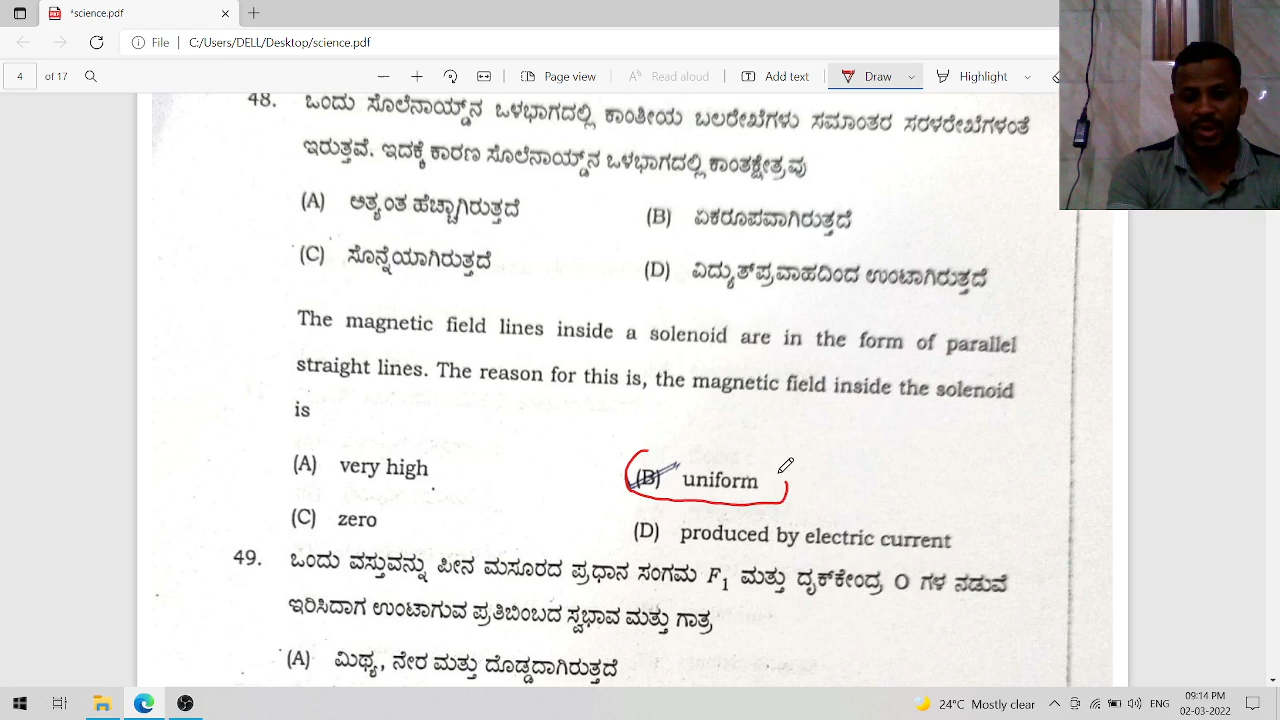 *science.pdf
File | C:/Users/DELL/Desktop/science.pdf
4 of 17 Page view Read aloud Add text Draw Highlight
48. ಒಂದು ಸೊಲೆನಾಯ್ಡ್‌ನ ಒಳಭಾಗದಲ್ಲಿ ಕಾಂತೀಯ ಬಲರೇಖೆಗಳು ಸಮಾಂತರ ಸರಳರೇಖೆಗಳಂತೆ
ಇರುತ್ತವೆ. ಇದಕ್ಕೆ ಕಾರಣ ಸೊಲೆನಾಯ್ಡ್‌ನ ಒಳಭಾಗದಲ್ಲಿ ಕಾಂತಕ್ಷೇತ್ರವು
(A) ಅತ್ಯಂತ ಹೆಚ್ಚಾಗಿರುತ್ತದೆ (B) ಏಕರೂಪವಾಗಿರುತ್ತದೆ
(C) ಸೊನ್ನೆಯಾಗಿರುತ್ತದೆ (D) ವಿದ್ಯುತ್‌ಪ್ರವಾಹದಿಂದ ಉಂಟಾಗಿರುತ್ತದೆ
The magnetic field lines inside a solenoid are in the form of parallel
straight lines. The reason for this is, the magnetic field inside the solenoid
is
(A) very high (B) uniform
(C) zero (D) produced by electric current
49. ಒಂದು ವಸ್ತುವನ್ನು ಪೀನ ಮಸೂರದ ಪ್ರಧಾನ ಸಂಗಮ F₁ ಮತ್ತು ದೃಕ್‌ಕೇಂದ್ರ O ಗಳ ನಡುವೆ
ಇರಿಸಿದಾಗ ಉಂಟಾಗುವ ಪ್ರತಿಬಿಂಬದ ಸ್ವಭಾವ ಮತ್ತು ಗಾತ್ರ
(A) ಮಿಥ್ಯ, ನೇರ ಮತ್ತು ದೊಡ್ಡದಾಗಿರುತ್ತದೆ
24°C Mostly clear ENG 09:14 PM
02-03-2022